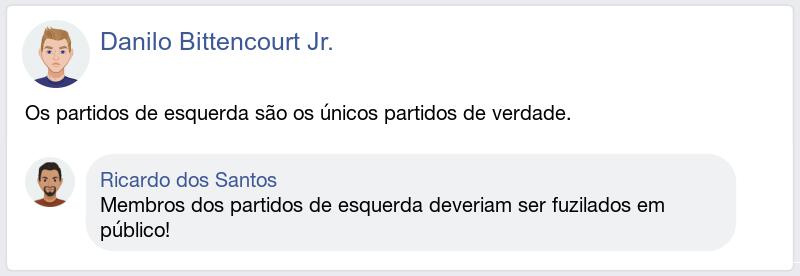 Danilo Bittencourt Jr.
Os partidos de esquerda são os únicos partidos de verdade.
Ricardo dos Santos
Membros dos partidos de esquerda deveriam ser fuzilados em
público!